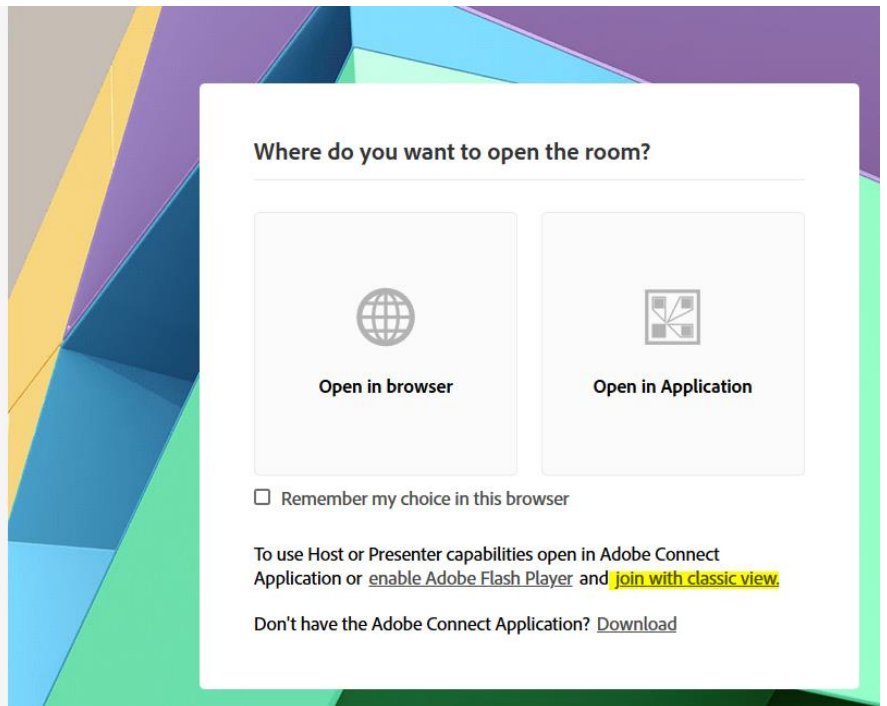 Where do you want to open the room?
Open in browser
Open in Application
Remember my choice in this browser
To use Host or Presenter capabilities open in Adobe Connect
Application or enable Adobe Flash Player and join with classic view.
Don't have the Adobe Connect Application? Download